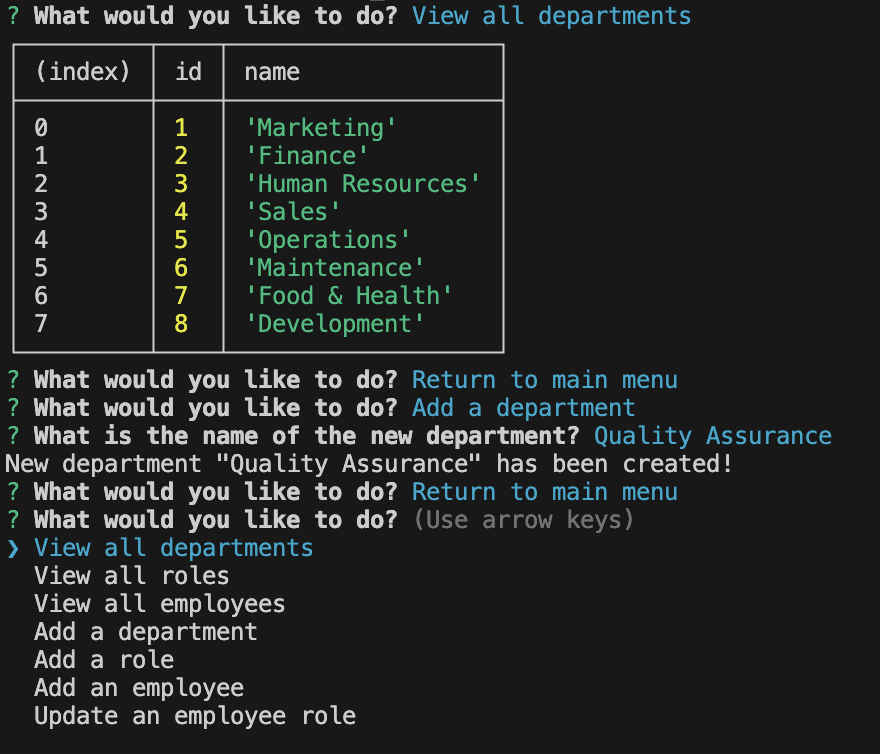 ? What would you like to do? View all departments
(index) id name
0 1 'Marketing'
1 2 'Finance'
2 3 'Human Resources'
3 4 'Sales'
4 5 'Operations'
5 6 'Maintenance'
6 7 'Food & Health'
7 8 'Development'
? What would you like to do? Return to main menu
? What would you like to do? Add a department
? What is the name of the new department? Quality Assurance
New department "Quality Assurance" has been created!
? What would you like to do? Return to main menu
? What would you like to do? (Use arrow keys)
❯ View all departments
View all roles
View all employees
Add a department
Add a role
Add an employee
Update an employee role